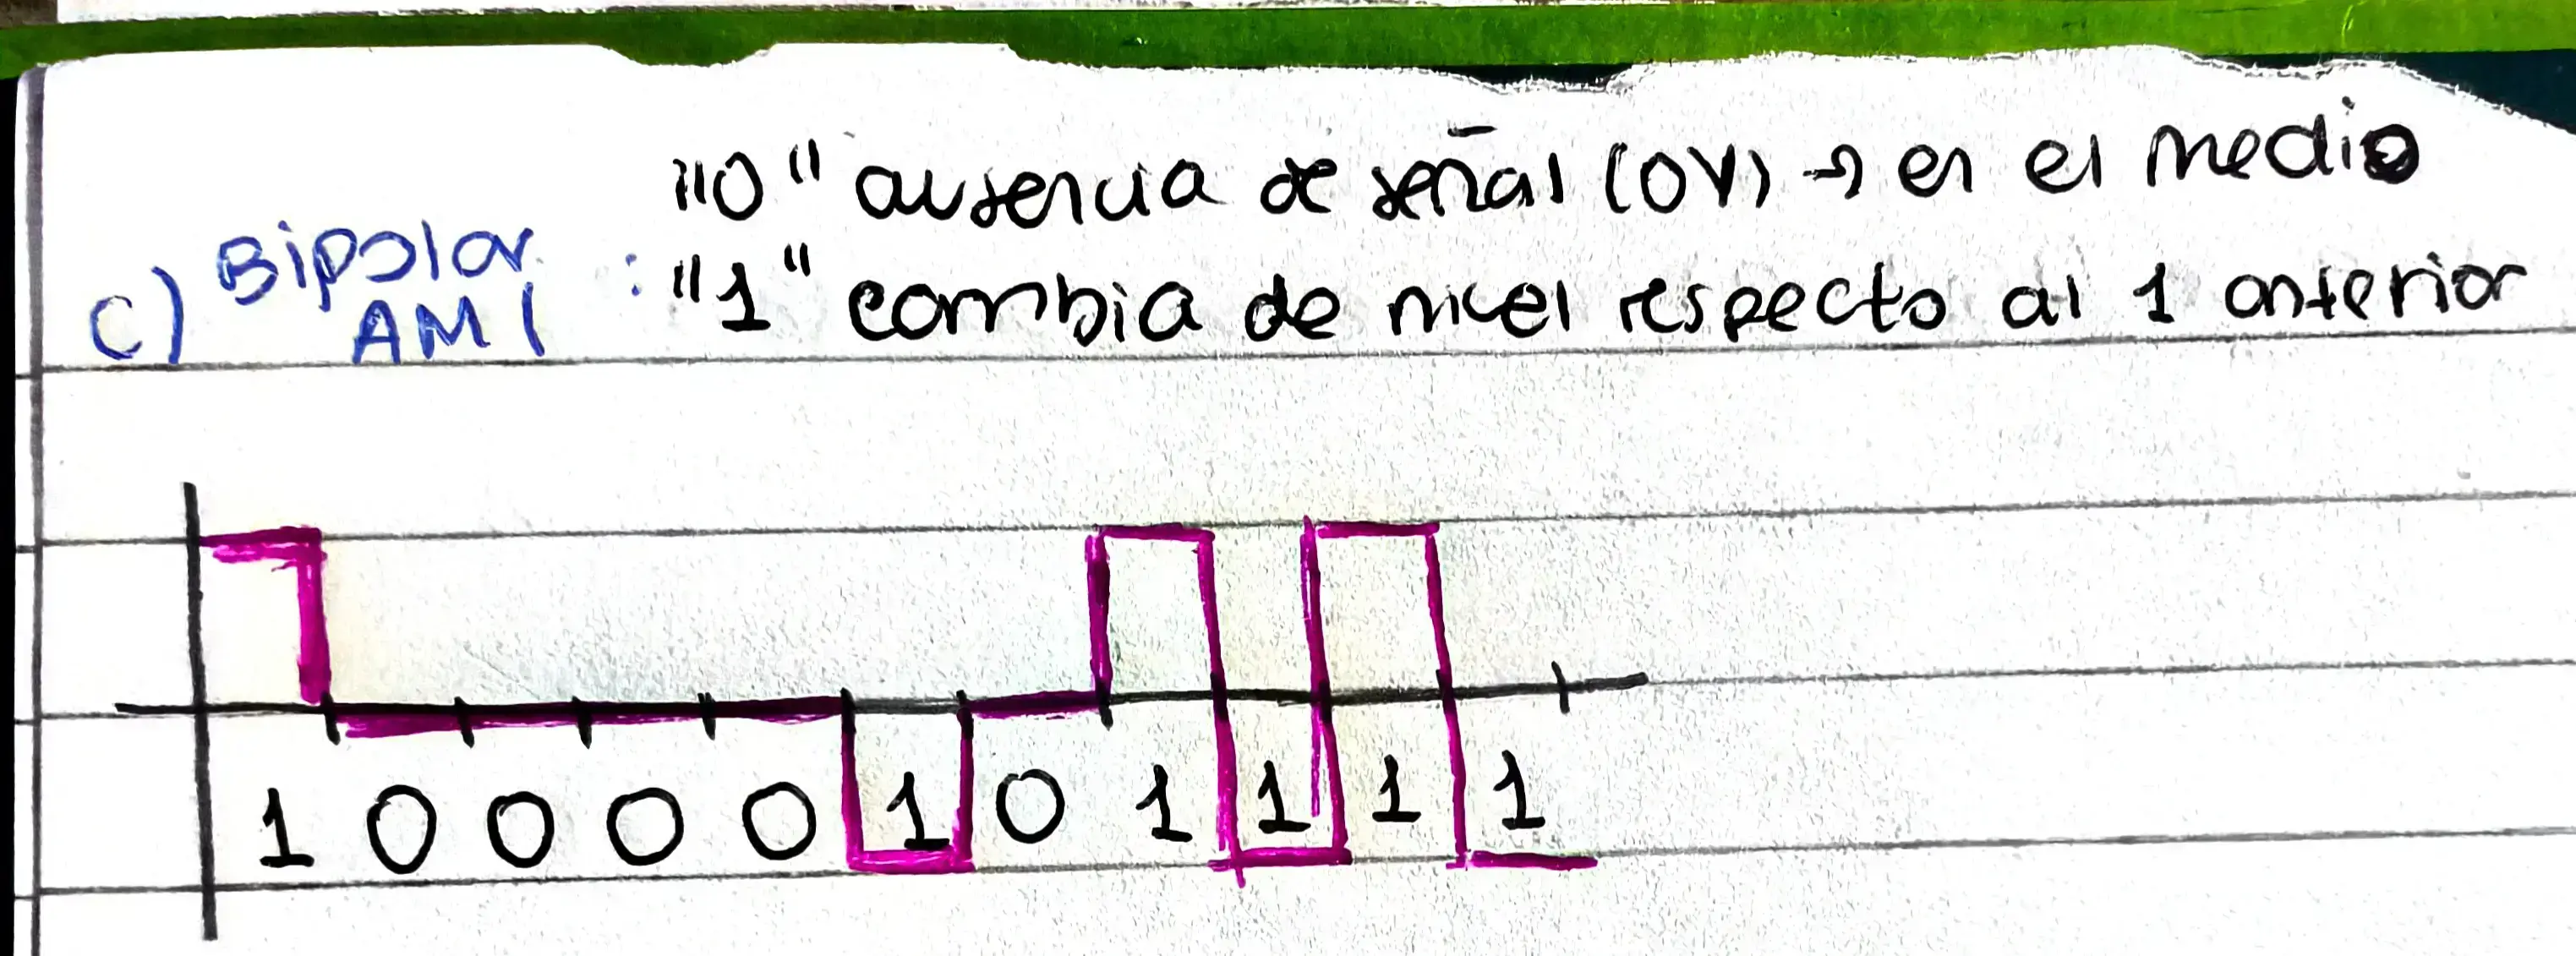 "0" ausencia de señal (0V) → en el medio
c) Bipolar AMI : "1" cambia de nivel respecto al 1 anterior
1 0 0 0 0 1 0 1 1 1 1